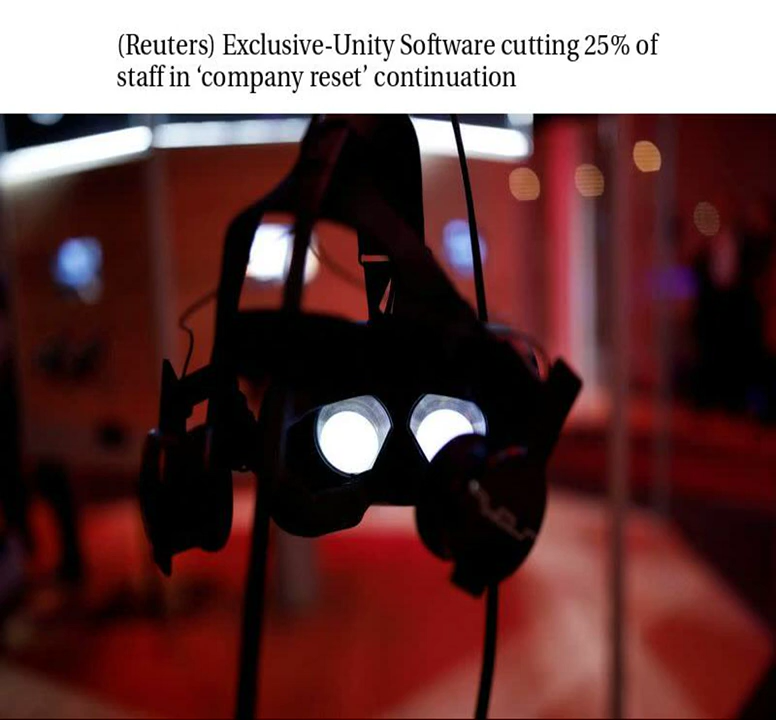 (Reuters) Exclusive-Unity Software cutting 25% of
staff in ‘company reset’ continuation